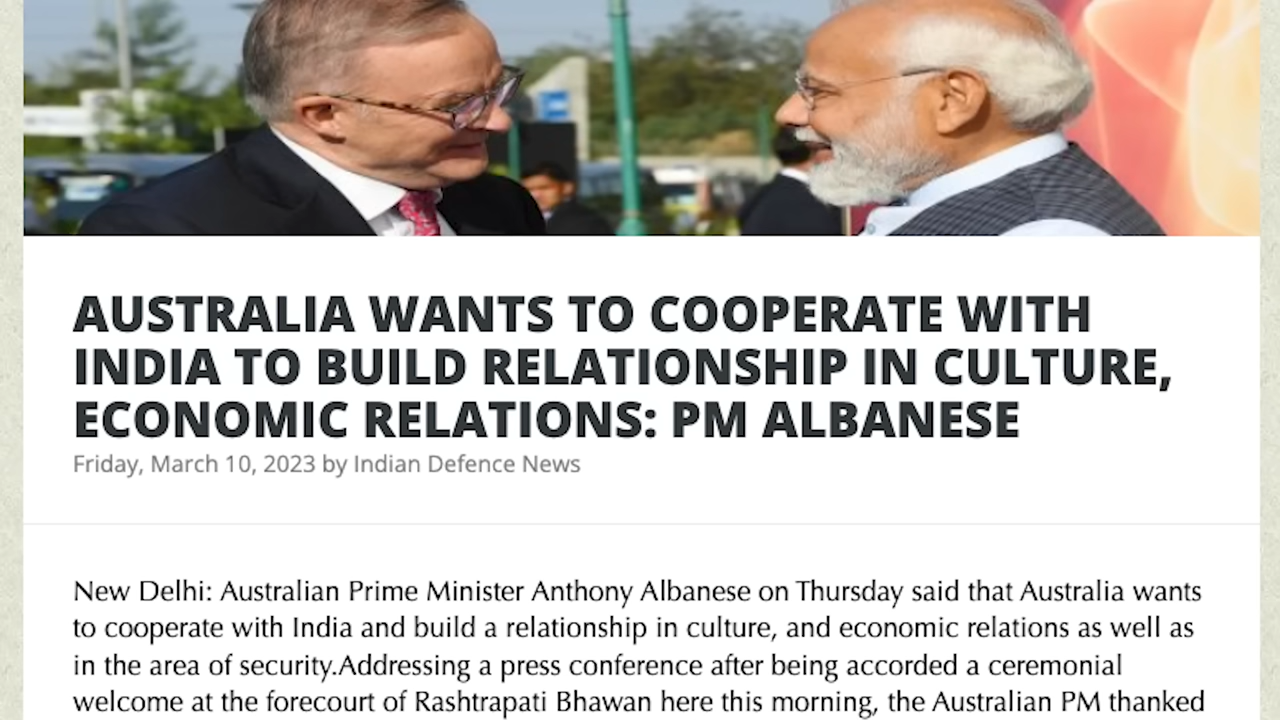 AUSTRALIA WANTS TO COOPERATE WITH
INDIA TO BUILD RELATIONSHIP IN CULTURE,
ECONOMIC RELATIONS: PM ALBANESE
Friday, March 10, 2023 by Indian Defence News
New Delhi: Australian Prime Minister Anthony Albanese on Thursday said that Australia wants
to cooperate with India and build a relationship in culture, and economic relations as well as
in the area of security.Addressing a press conference after being accorded a ceremonial
welcome at the forecourt of Rashtrapati Bhawan here this morning, the Australian PM thanked